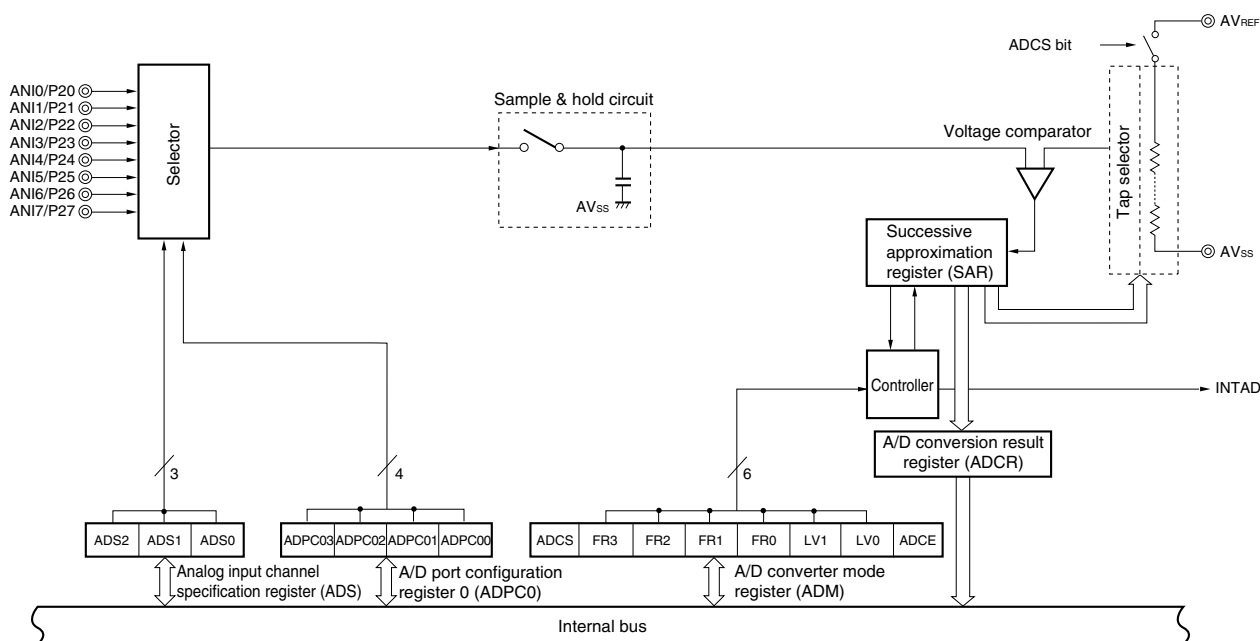 AVREF
ADCS bit
ANI0/P20
ANI1/P21
ANI2/P22
ANI3/P23
ANI4/P24
ANI5/P25
ANI6/P26
ANI7/P27
Selector
Sample & hold circuit
AVSS
Voltage comparator
Tap selector
AVSS
Successive
approximation
register (SAR)
Controller
INTAD
A/D conversion result
register (ADCR)
3
4
6
ADS2 ADS1 ADS0
ADPC03 ADPC02 ADPC01 ADPC00
ADCS FR3 FR2 FR1 FR0 LV1 LV0 ADCE
Analog input channel
specification register (ADS)
A/D port configuration
register 0 (ADPC0)
A/D converter mode
register (ADM)
Internal bus